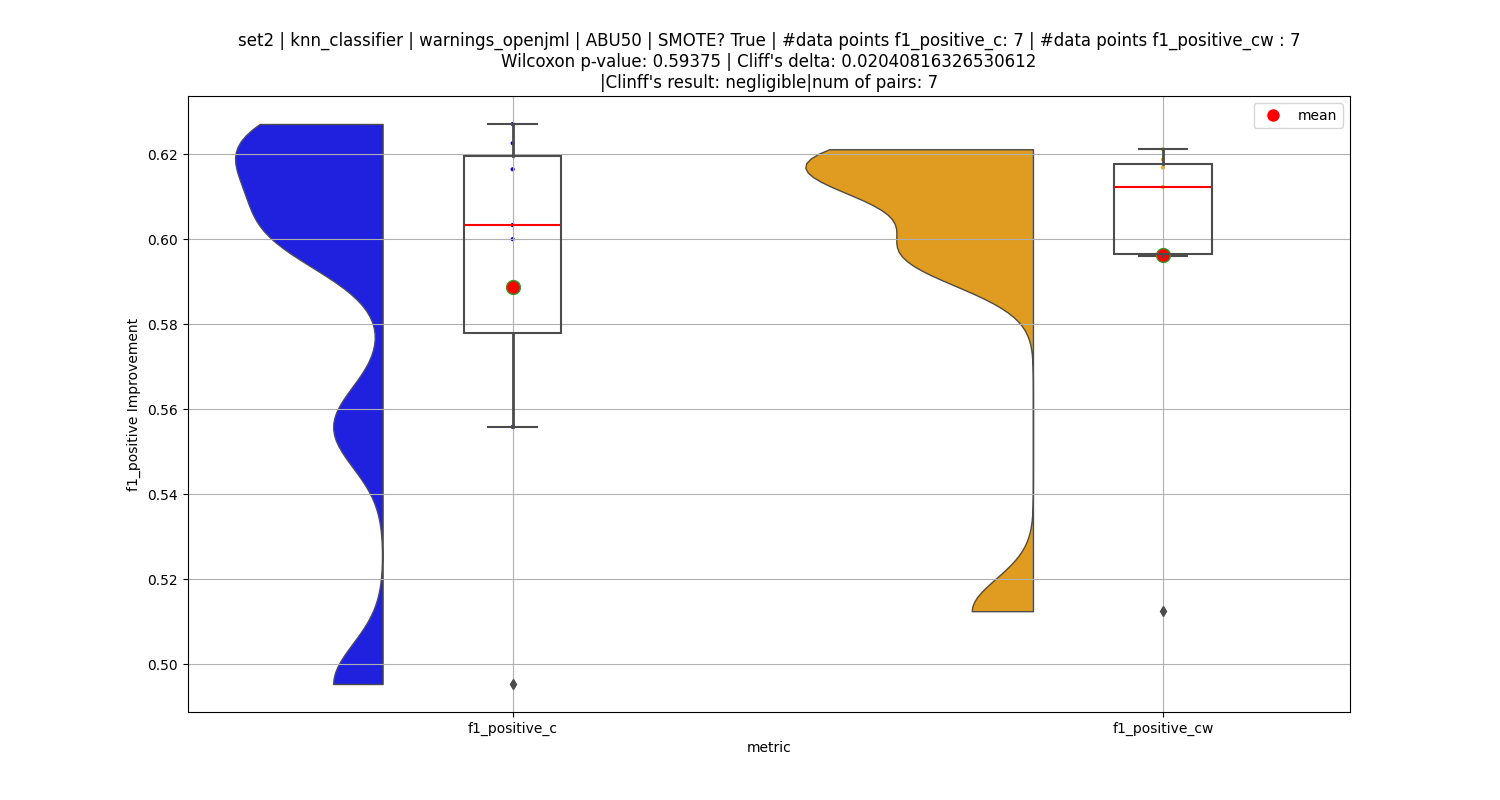 set2 | knn_classifier | warnings_openjml | ABU50 | SMOTE? True | #data points f1_positive_c: 7 | #data points f1_positive_cw : 7
Wilcoxon p-value: 0.59375 | Cliff's delta: 0.02040816326530612
|Clinff's result: negligible|num of pairs: 7
mean
0.62
0.60
0.58
0.56
0.54
0.52
0.50
f1_positive Improvement
f1_positive_c
f1_positive_cw
metric